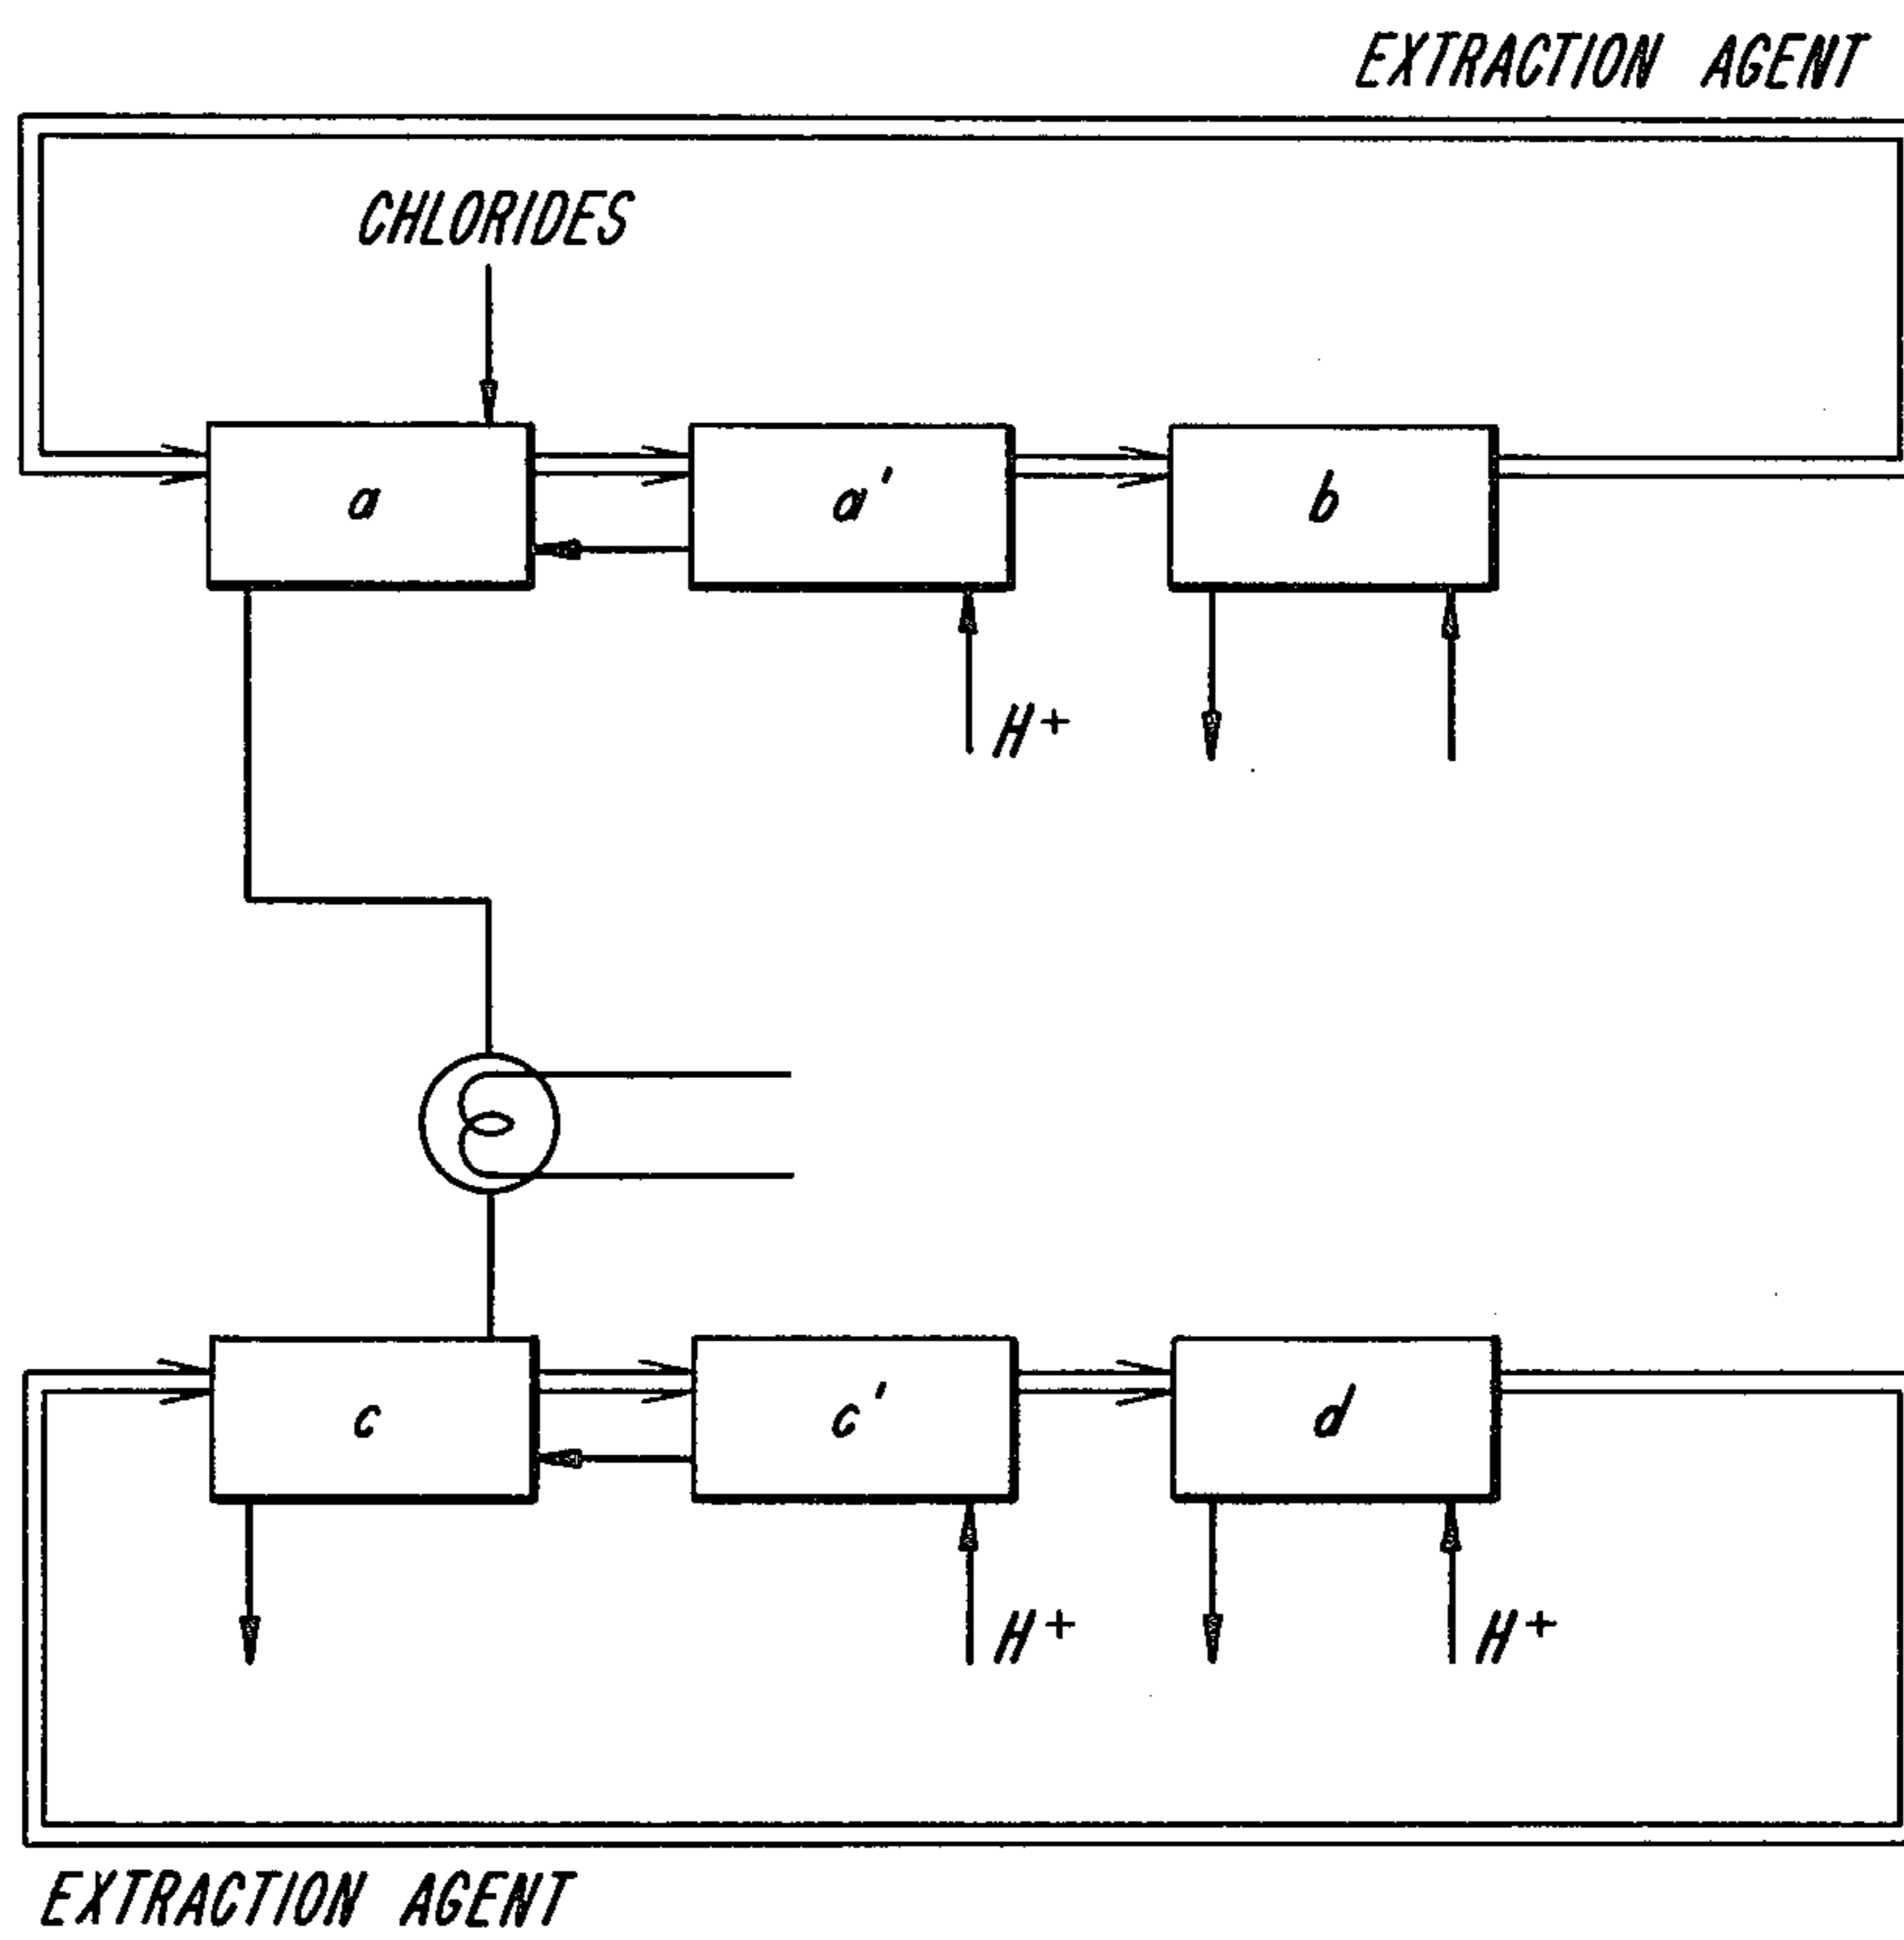 EXTRACTION AGENT
CHLORIDES
a
a'
b
H+
c
c'
d
H+
H+
EXTRACTION AGENT